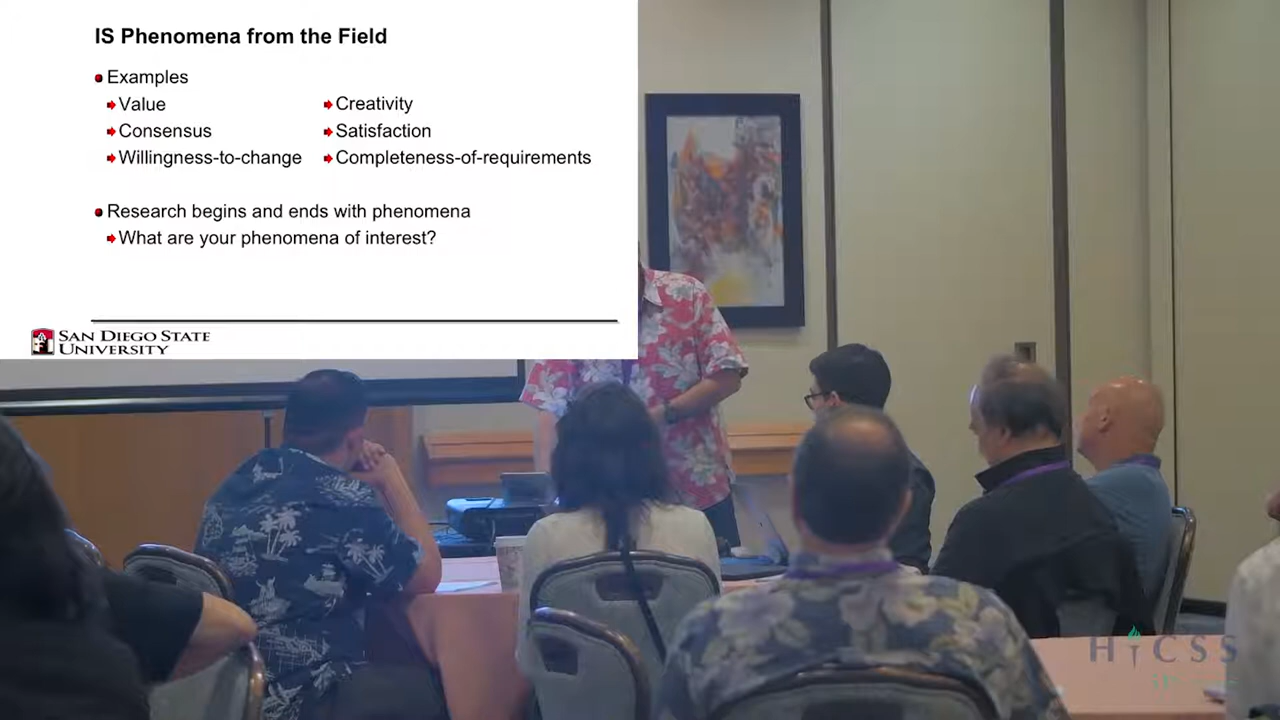 IS Phenomena from the Field
Examples
Value
Creativity
Consensus
Satisfaction
Willingness-to-change
Completeness-of-requirements
Research begins and ends with phenomena
What are your phenomena of interest?
SAN DIEGO STATE
UNIVERSITY
HICSS